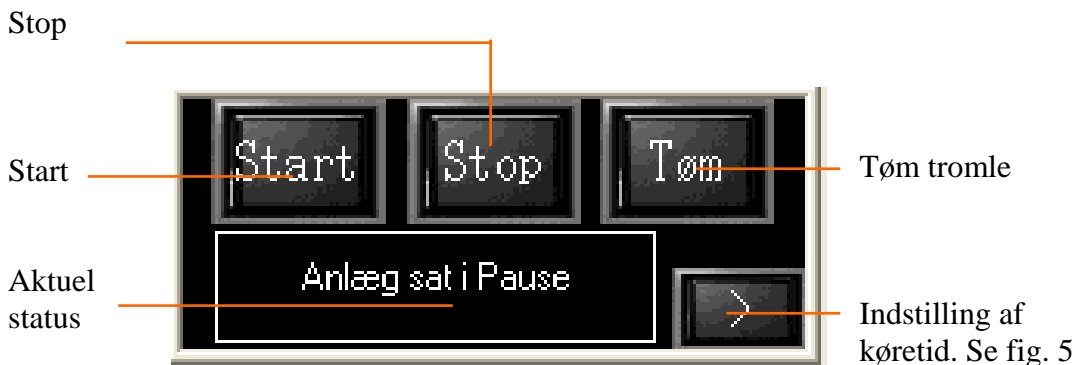 Stop
Start Stop Tøm
Start
Tøm tromle
Anlæg sat i Pause
Aktuel
status
>
Indstilling af
køretid. Se fig. 5